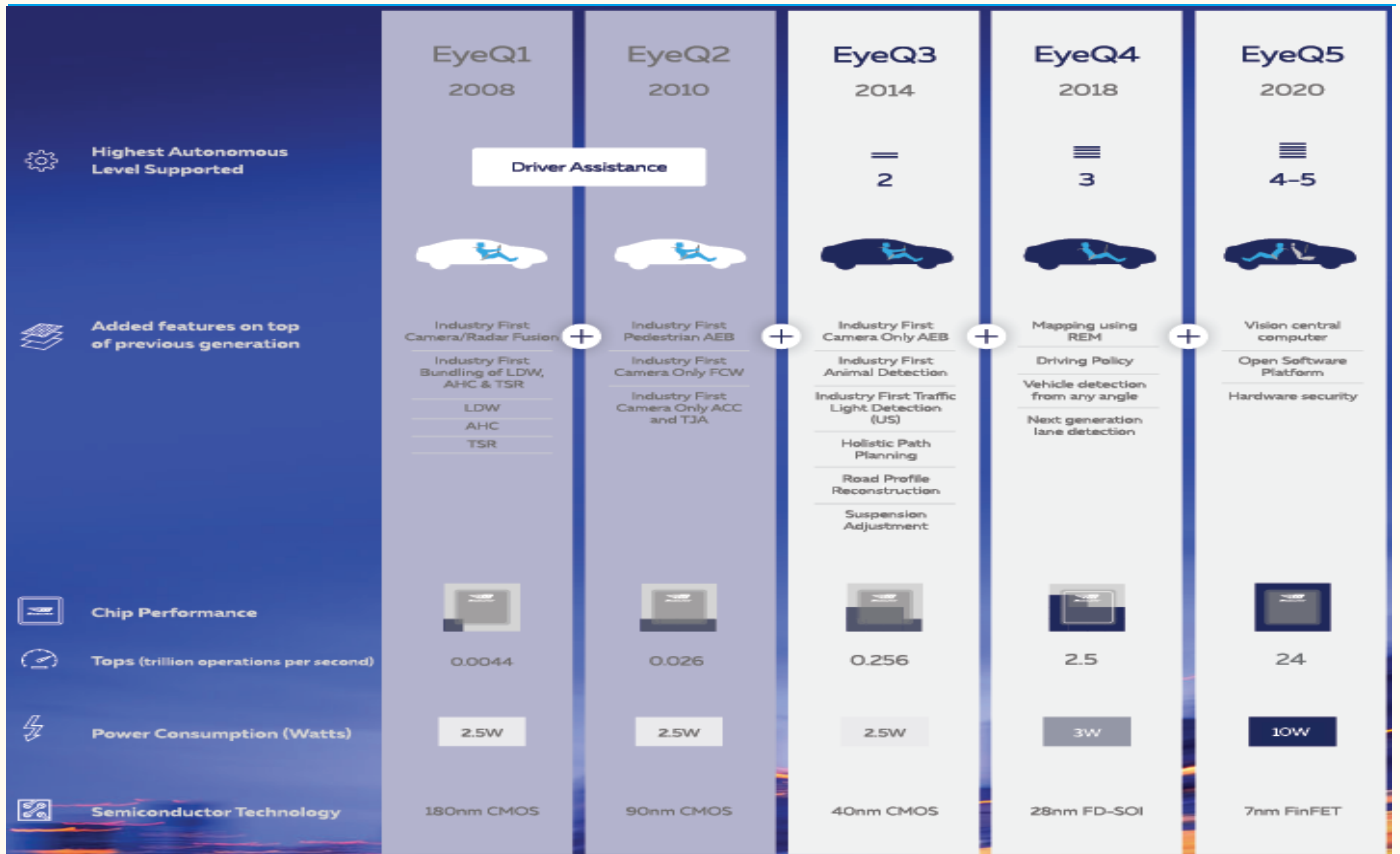 EyeQ1
2008
EyeQ2
2010
EyeQ3
2014
EyeQ4
2018
EyeQ5
2020
Highest Autonomous
Level Supported
Driver Assistance
2
3
4-5
Added features on top
of previous generation
Industry First
Camera/Radar Fusion
Industry First
Bundling of LDW,
AHC & TSR
LDW
AHC
TSR
+
Industry First
Pedestrian AEB
Industry First
Camera Only FCW
Industry First
Camera Only ACC
and TJA
+
Industry First
Camera Only AEB
Industry First
Animal Detection
Industry First Traffic
Light Detection
(US)
Holistic Path
Planning
Road Profile
Reconstruction
Suspension
Adjustment
+
Mapping using
REM
Driving Policy
Vehicle detection
from any angle
Next generation
lane detection
+
Vision central
computer
Open Software
Platform
Hardware security
Chip Performance
Tops (trillion operations per second)
0.0044
0.026
0.256
2.5
24
Power Consumption (Watts)
2.5W
2.5W
2.5W
3W
10W
Semiconductor Technology
180nm CMOS
90nm CMOS
40nm CMOS
28nm FD-SOI
7nm FinFET